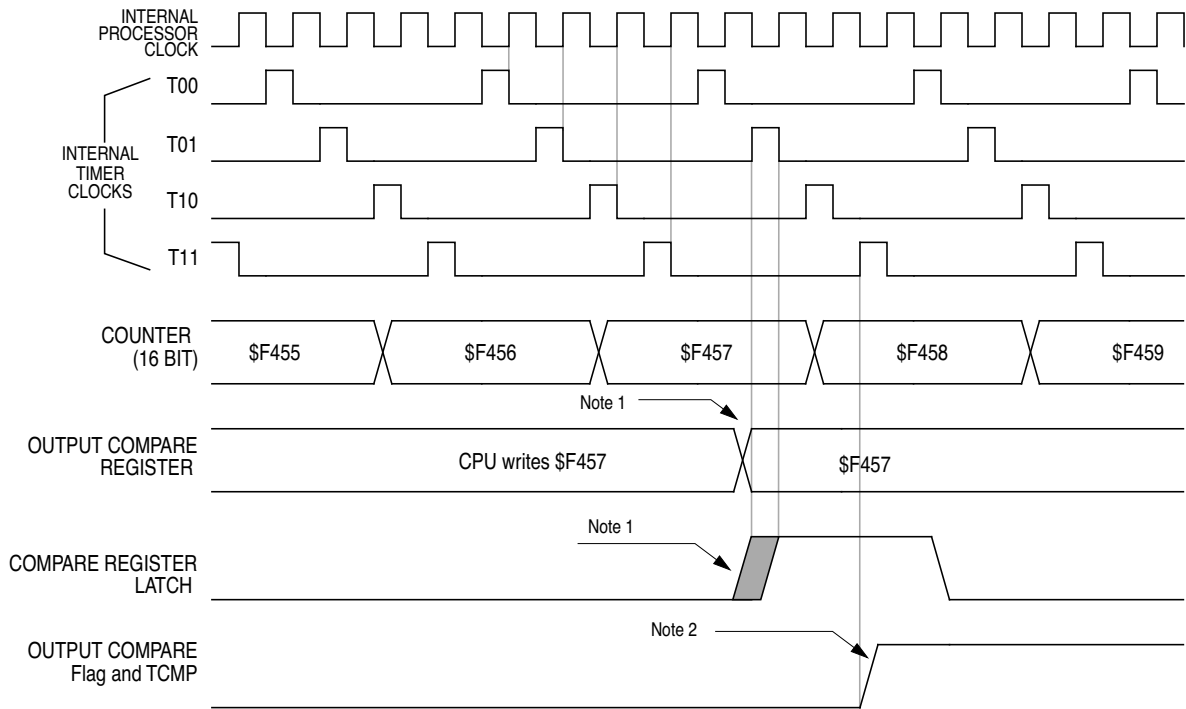 INTERNAL
PROCESSOR
CLOCK
T00
T01
INTERNAL
TIMER
CLOCKS
T10
T11
COUNTER
(16 BIT)
$F455
$F456
$F457
$F458
$F459
Note 1
OUTPUT COMPARE
REGISTER
CPU writes $F457
$F457
Note 1
COMPARE REGISTER
LATCH
Note 2
OUTPUT COMPARE
Flag and TCMP